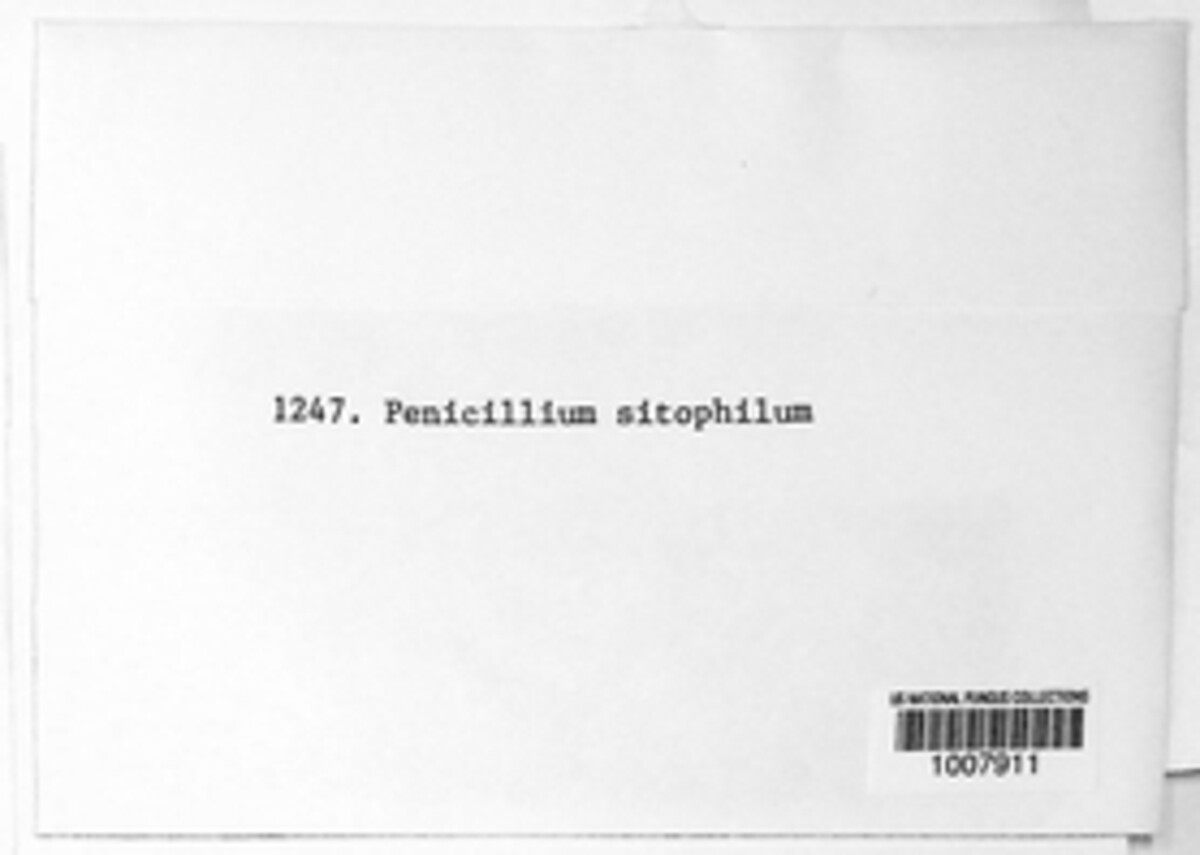 1247. Penicillium sitophilum
US NATIONAL FUNGUS COLLECTIONS
1007911